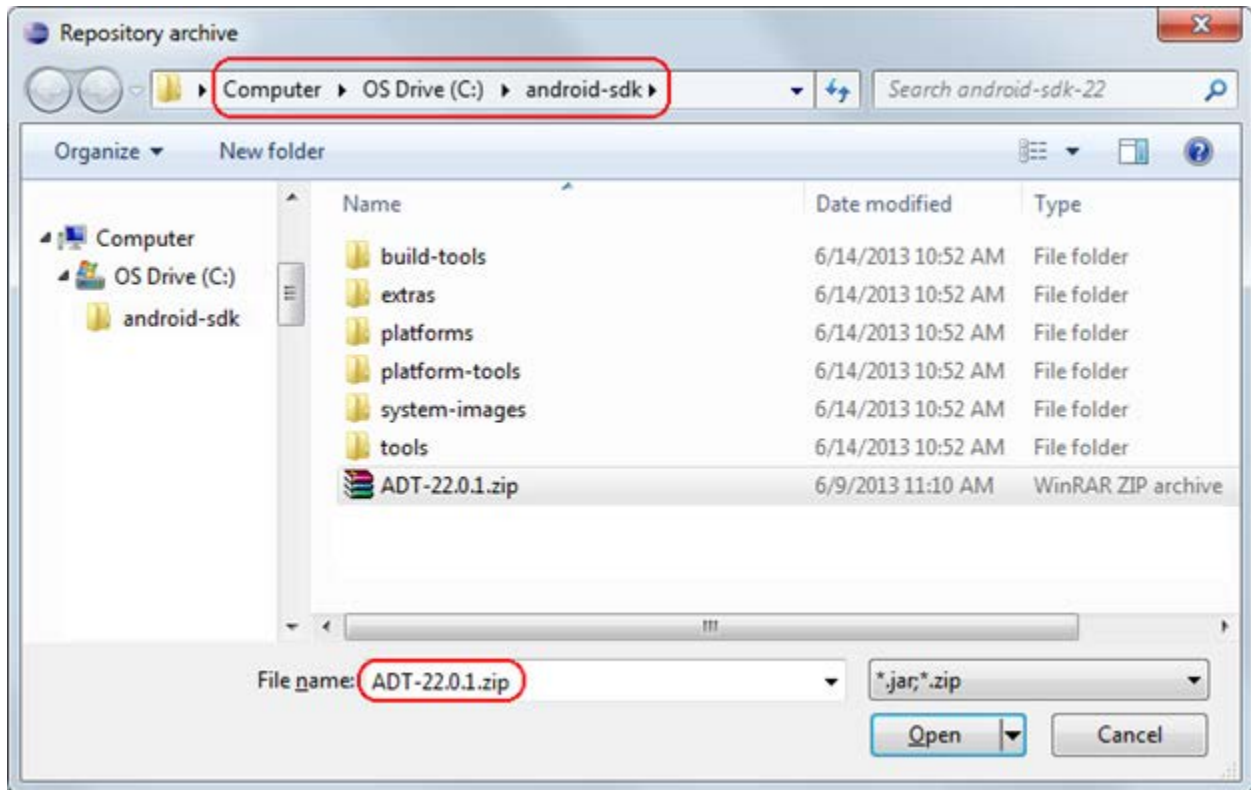 Repository archive
Computer OS Drive (C:) android-sdk Search android-sdk-22
Organize New folder
Name Date modified Type
Computer
OS Drive (C:)
android-sdk
build-tools 6/14/2013 10:52 AM File folder
extras 6/14/2013 10:52 AM File folder
platforms 6/14/2013 10:52 AM File folder
platform-tools 6/14/2013 10:52 AM File folder
system-images 6/14/2013 10:52 AM File folder
tools 6/14/2013 10:52 AM File folder
ADT-22.0.1.zip 6/9/2013 11:10 AM WinRAR ZIP archive
File name: ADT-22.0.1.zip *.jar;*.zip
Open Cancel